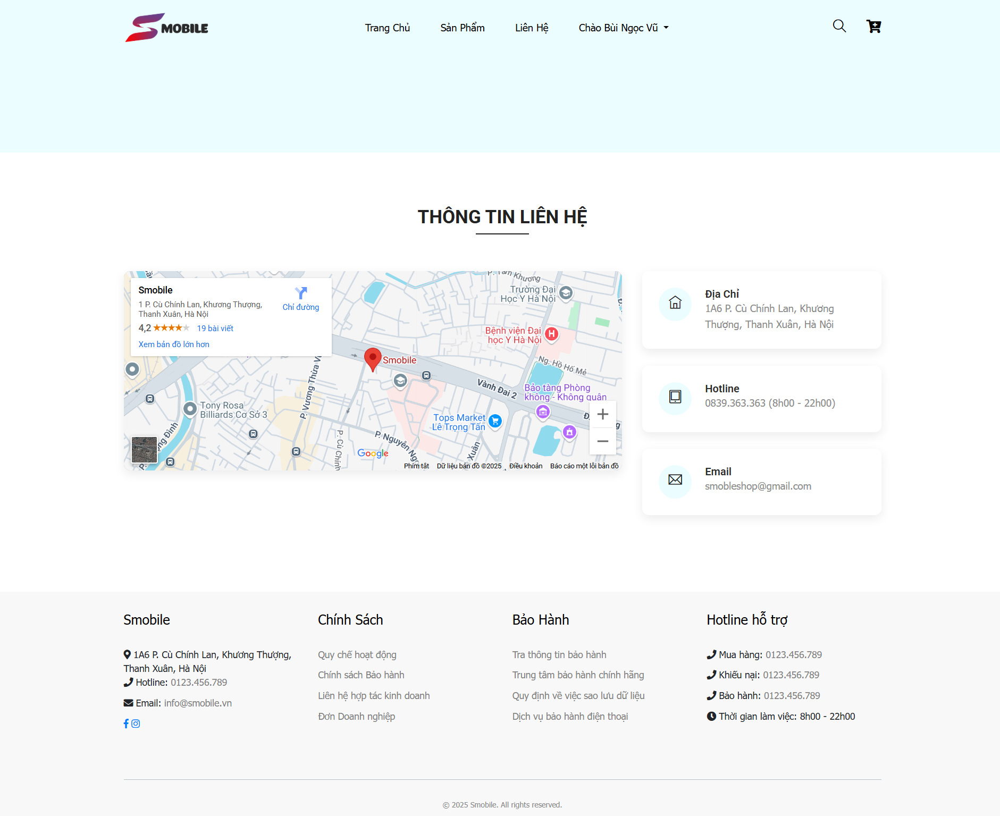 MOBILE
Trang Chủ
Sản Phẩm
Liên Hệ
Chào Bùi Ngọc Vũ
THÔNG TIN LIÊN HỆ
Smobile
1 P. Cù Chính Lan, Khương Thượng,
Thanh Xuân, Hà Nội
4,2
19 bài viết
Xem bản đồ lớn hơn
Chỉ đường
P. Tám Khương
Trường Đại
Học Y Hà Nội
Bệnh viện Đại
học Y Hà Nội
Ng. Hồ Hố Mẻ
Smobile
P. Vương Thừa V
Vành Đai 2
Bảo tàng Phòng
không - Không quân
Tony Rosa
Billiards Cơ Sở 3
Tops Market
Lê Trọng Tấn
P. Cù Chính
P. Nguyễn Ngọ
Xuân
Google
Phím tắt
Dữ liệu bản đồ ©2025
Điều khoản
Báo cáo một lỗi bản đồ
Địa Chỉ
1A6 P. Cù Chính Lan, Khương
Thượng, Thanh Xuân, Hà Nội
Hotline
0839.363.363 (8h00 - 22h00)
Email
smobleshop@gmail.com
Smobile
1A6 P. Cù Chính Lan, Khương Thượng,
Thanh Xuân, Hà Nội
Hotline: 0123.456.789
Email: info@smobile.vn
Chính Sách
Quy chế hoạt động
Chính sách Bảo hành
Liên hệ hợp tác kinh doanh
Đơn Doanh nghiệp
Bảo Hành
Tra thông tin bảo hành
Trung tâm bảo hành chính hãng
Quy định về việc sao lưu dữ liệu
Dịch vụ bảo hành điện thoại
Hotline hỗ trợ
Mua hàng: 0123.456.789
Khiếu nại: 0123.456.789
Bảo hành: 0123.456.789
Thời gian làm việc: 8h00 - 22h00
© 2025 Smobile. All rights reserved.